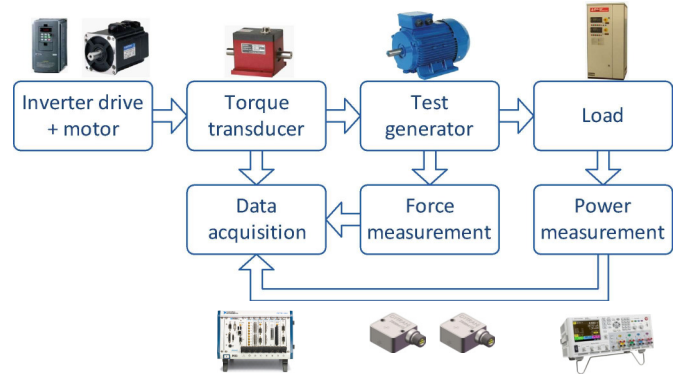 Inverter drive
+ motor
Torque
transducer
Test
generator
Load
Data
acquisition
Force
measurement
Power
measurement